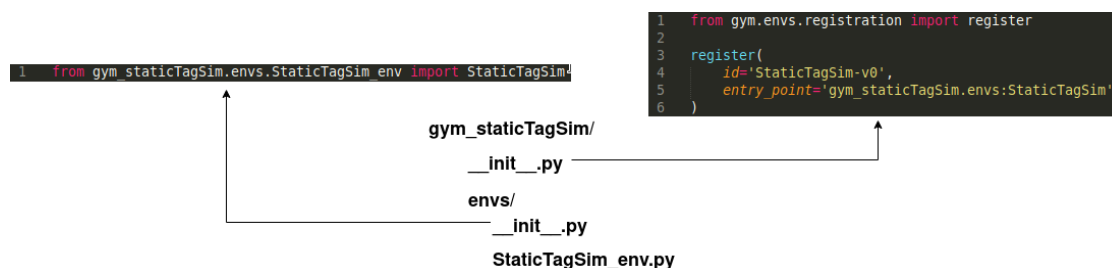 1 from gym.envs.registration import register
2
3 register(
4 id='StaticTagSim-v0',
5 entry_point='gym_staticTagSim.envs:StaticTagSim'
6 )
1 from gym_staticTagSim.envs.StaticTagSim_env import StaticTagSim
gym_staticTagSim/
__init__.py
envs/
__init__.py
StaticTagSim_env.py